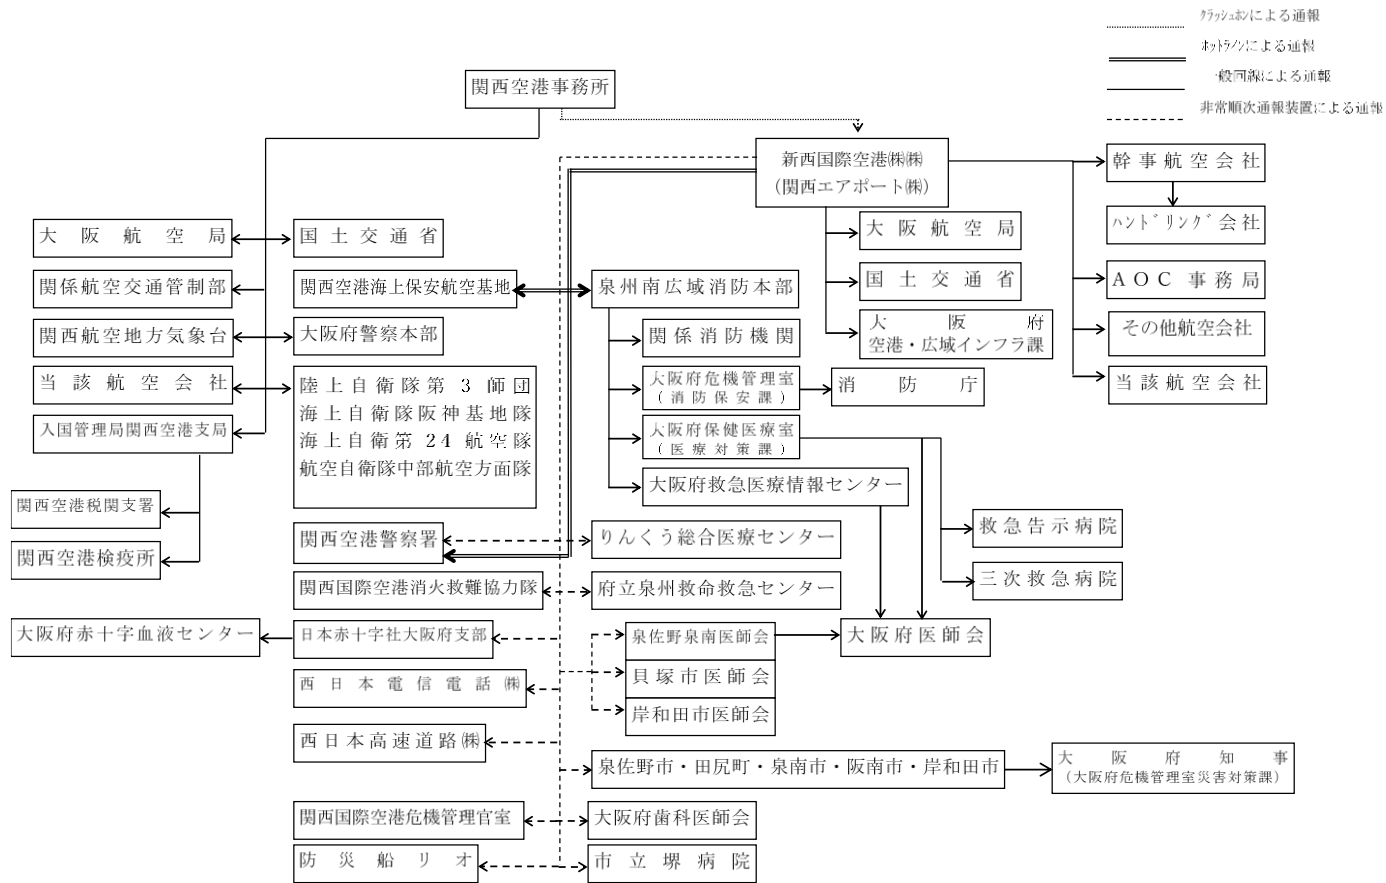 クラッシュホンによる通報
ホットラインによる通報
一般回線による通報
非常順次通報装置による通報
関西空港事務所
新西国際空港㈱㈱
（関西エアポート㈱）
幹事航空会社
ハンドリング会社
AOC 事務局
その他航空会社
当該航空会社
大阪航空局
国土交通省
大阪府
空港・広域インフラ課
大阪航空局
国土交通省
関係航空交通管制部
関西空港海上保安航空基地
泉州南広域消防本部
関西航空地方気象台
大阪府警察本部
関係消防機関
当該航空会社
陸上自衛隊第3師団
海上自衛隊阪神基地隊
海上自衛第24航空隊
航空自衛隊中部航空方面隊
大阪府危機管理室
（消防保安課）
消防庁
入国管理局関西空港支局
大阪府保健医療室
（医療対策課）
大阪府救急医療情報センター
関西空港税関支署
関西空港検疫所
関西空港警察署
りんくう総合医療センター
救急告示病院
三次救急病院
関西国際空港消火救難協力隊
府立泉州救命救急センター
大阪府赤十字血液センター
日本赤十字社大阪府支部
泉佐野泉南医師会
大阪府医師会
西日本電信電話㈱
貝塚市医師会
岸和田市医師会
西日本高速道路㈱
泉佐野市・田尻町・泉南市・阪南市・岸和田市
大阪府知事
（大阪府危機管理室災害対策課）
関西国際空港危機管理官室
大阪府歯科医師会
防災船リオ
市立堺病院